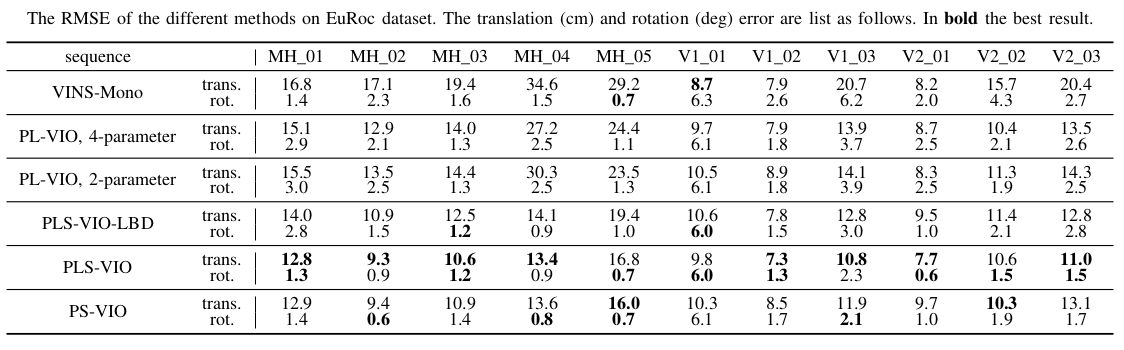 The RMSE of the different methods on EuRoc dataset. The translation (cm) and rotation (deg) error are list as follows. In bold the best result.
sequence MH_01 MH_02 MH_03 MH_04 MH_05 V1_01 V1_02 V1_03 V2_01 V2_02 V2_03
VINS-Mono trans. 16.8 17.1 19.4 34.6 29.2 8.7 7.9 20.7 8.2 15.7 20.4
rot. 1.4 2.3 1.6 1.5 0.7 6.3 2.6 6.2 2.0 4.3 2.7
PL-VIO, 4-parameter trans. 15.1 12.9 14.0 27.2 24.4 9.7 7.9 13.9 8.7 10.4 13.5
rot. 2.9 2.1 1.3 2.5 1.1 6.1 1.8 3.7 2.5 2.1 2.6
PL-VIO, 2-parameter trans. 15.5 13.5 14.4 30.3 23.5 10.5 8.9 14.1 8.3 11.3 14.3
rot. 3.0 2.5 1.3 2.5 1.3 6.1 1.8 3.9 2.5 1.9 2.5
PLS-VIO-LBD trans. 14.0 10.9 12.5 14.1 19.4 10.6 7.8 12.8 9.5 11.4 12.8
rot. 2.8 1.5 1.2 0.9 1.0 6.0 1.5 3.0 1.0 2.1 2.8
PLS-VIO trans. 12.8 9.3 10.6 13.4 16.8 9.8 7.3 10.8 7.7 10.6 11.0
rot. 1.3 0.9 1.2 0.9 0.7 6.0 1.3 2.3 0.6 1.5 1.5
PS-VIO trans. 12.9 9.4 10.9 13.6 16.0 10.3 8.5 11.9 9.7 10.3 13.1
rot. 1.4 0.6 1.4 0.8 0.7 6.1 1.7 2.1 1.0 1.9 1.7